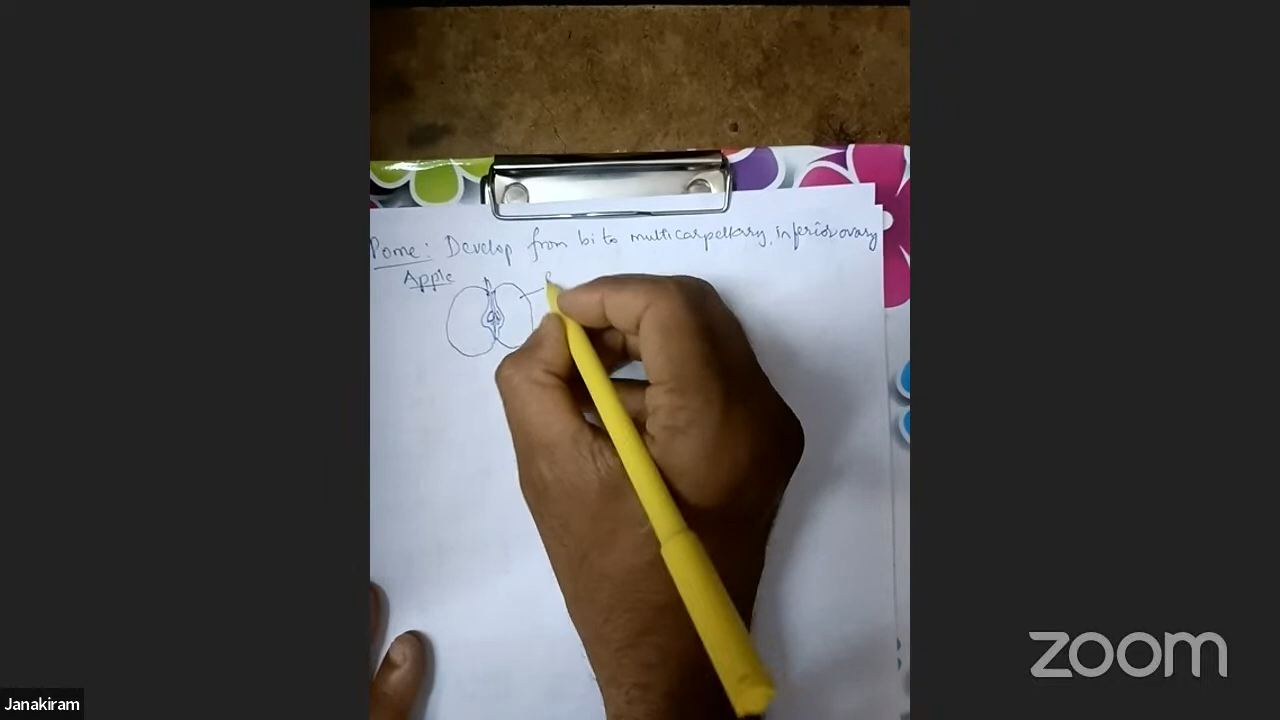 Pome: Develop from bi to multicarpellary, inferior ovary
Apple
zoom
Janakiram